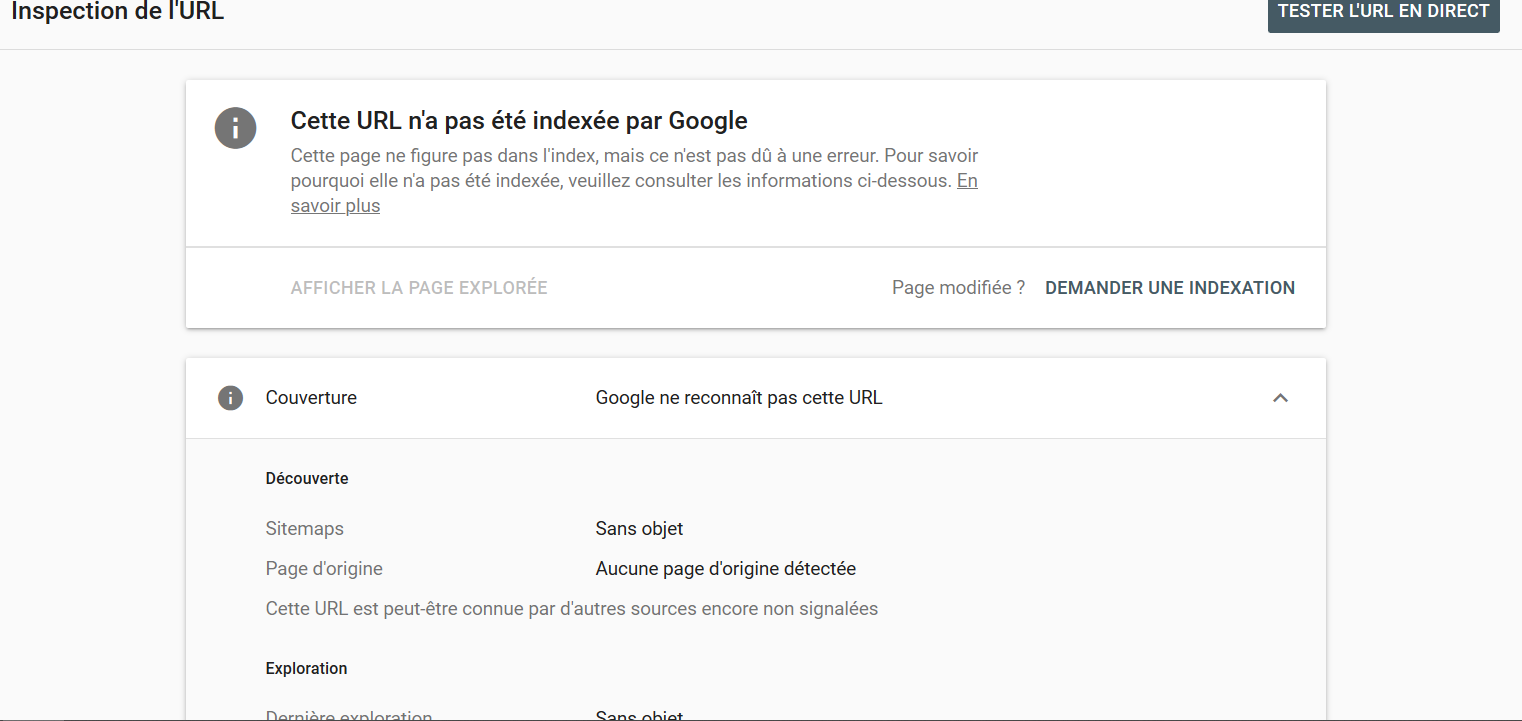 Inspection de l'URL
TESTER L'URL EN DIRECT
Cette URL n'a pas été indexée par Google
Cette page ne figure pas dans l'index, mais ce n'est pas dû à une erreur. Pour savoir
pourquoi elle n'a pas été indexée, veuillez consulter les informations ci-dessous. En
savoir plus
AFFICHER LA PAGE EXPLORÉE
Page modifiée ? DEMANDER UNE INDEXATION
Couverture Google ne reconnaît pas cette URL
Découverte
Sitemaps Sans objet
Page d'origine Aucune page d'origine détectée
Cette URL est peut-être connue par d'autres sources encore non signalées
Exploration
Dernière exploration Sans objet